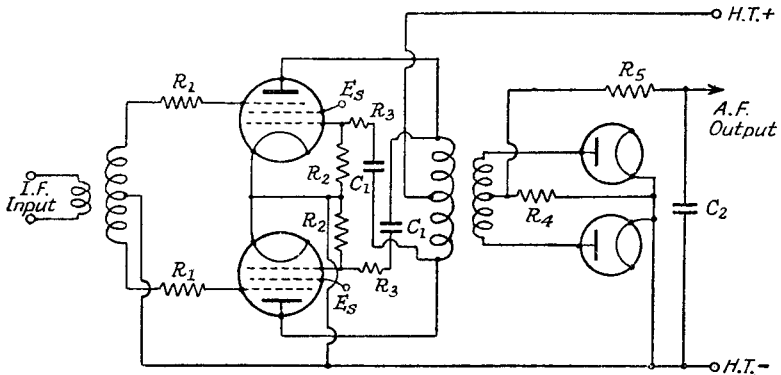 H.T.+
R1
Es
R3
R5
A.F.
Output
I.F.
Input
R2
C1
R2
C1
R4
C2
R1
R3
Es
H.T.-